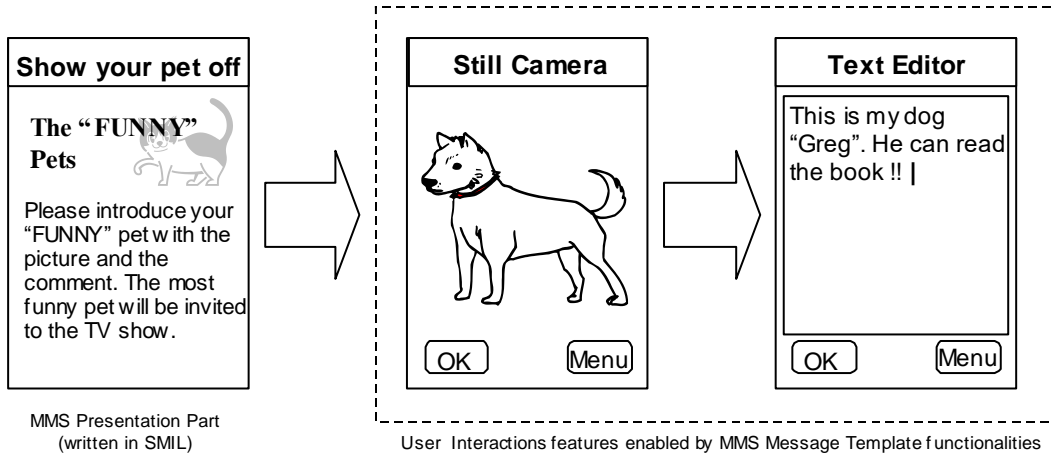 Show your pet off
The “FUNNY”
Pets
Please introduce your
“FUNNY” pet with the
picture and the
comment. The most
funny pet will be invited
to the TV show.
MMS Presentation Part
(written in SMIL)
Still Camera
OK
Menu
Text Editor
This is my dog
“Greg”. He can read
the book !!
OK
Menu
User Interactions features enabled by MMS Message Template functionalities